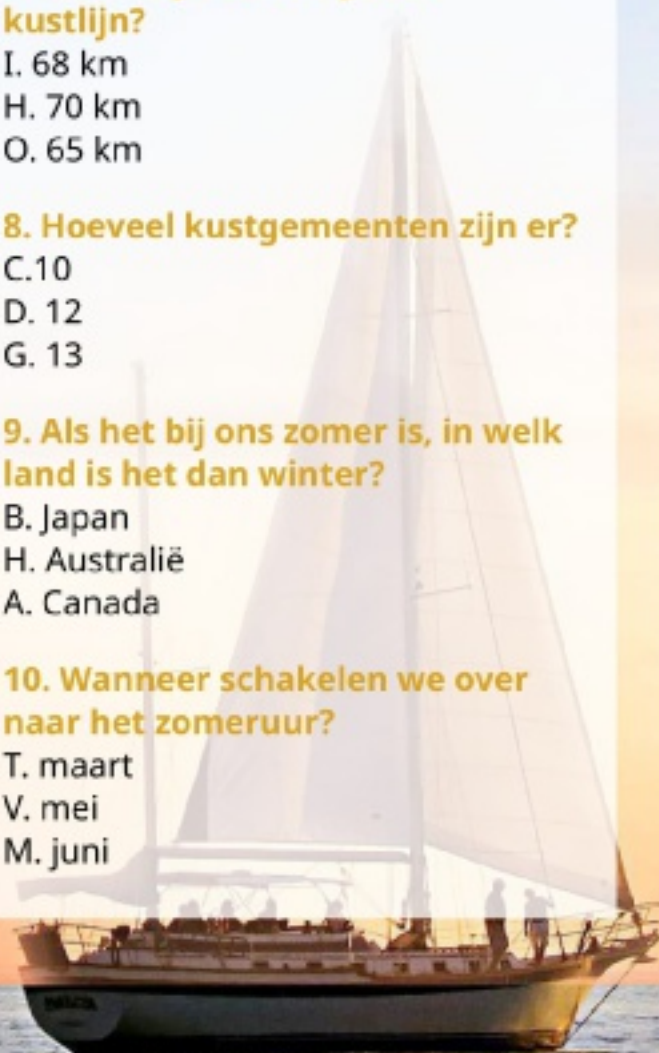 kustlijn?
I. 68 km
H. 70 km
O. 65 km
8. Hoeveel kustgemeenten zijn er?
C.10
D. 12
G. 13
9. Als het bij ons zomer is, in welk
land is het dan winter?
B. Japan
H. Australië
A. Canada
10. Wanneer schakelen we over
naar het zomeruur?
T. maart
V. mei
M. juni